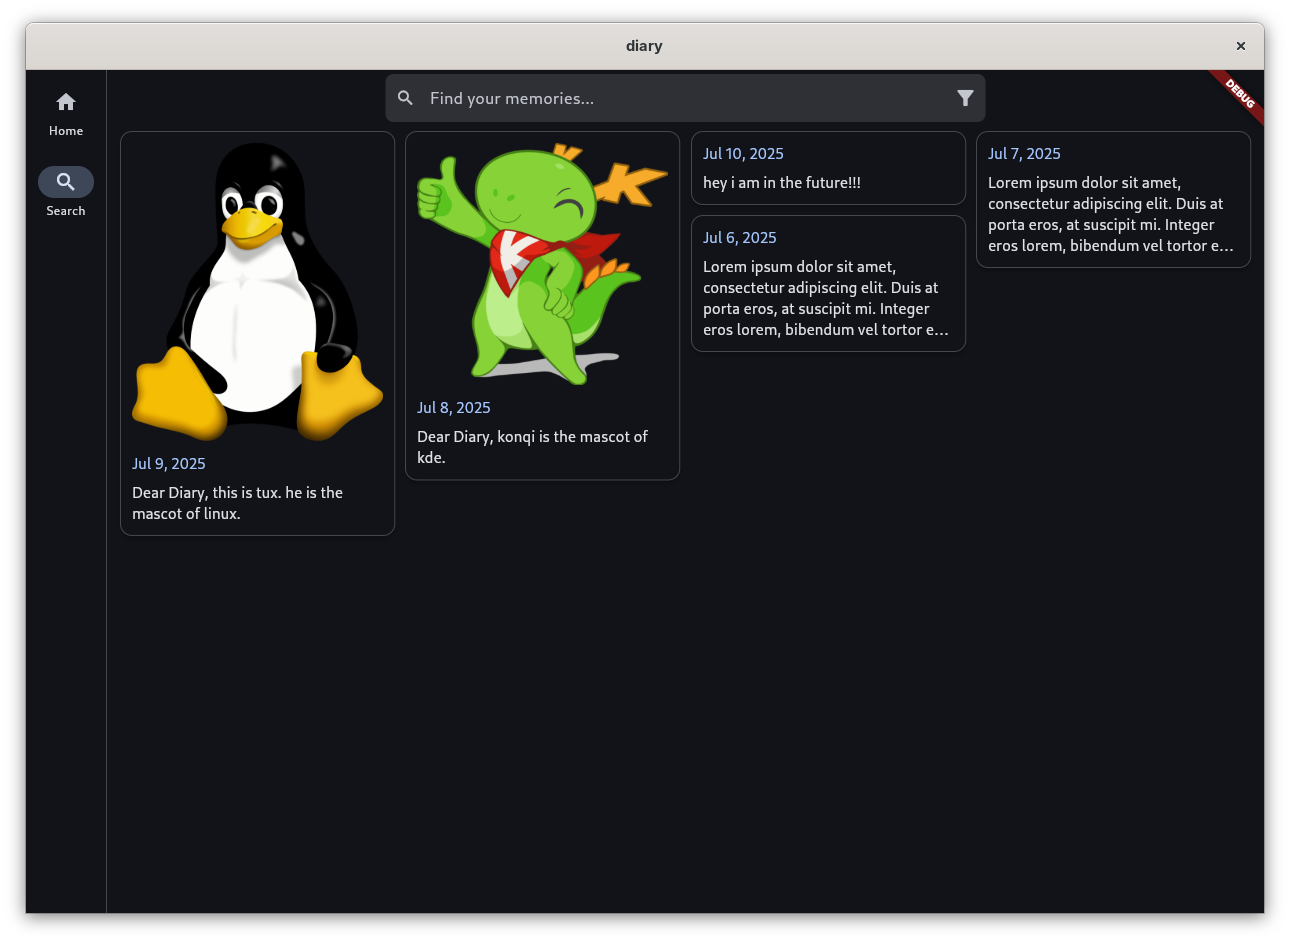 diary
DEBUG
Home
Search
Find your memories...
Jul 9, 2025
Dear Diary, this is tux. he is the
mascot of linux.
K
Jul 8, 2025
Dear Diary, konqi is the mascot of
kde.
Jul 10, 2025
hey i am in the future!!!
Jul 6, 2025
Lorem ipsum dolor sit amet,
consectetur adipiscing elit. Duis at
porta eros, at suscipit mi. Integer
eros lorem, bibendum vel tortor e...
Jul 7, 2025
Lorem ipsum dolor sit amet,
consectetur adipiscing elit. Duis at
porta eros, at suscipit mi. Integer
eros lorem, bibendum vel tortor e...